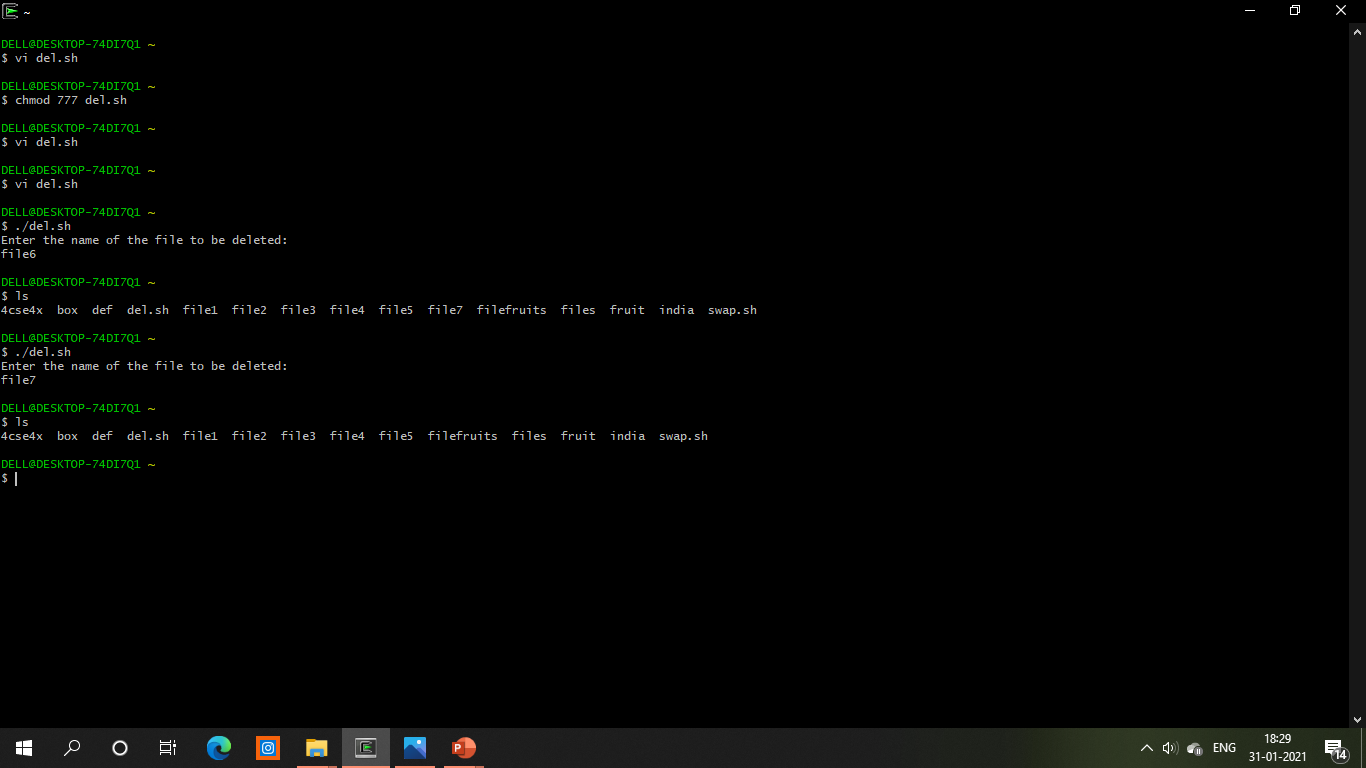 ~
DELL@DESKTOP-74DI7Q1 ~
$ vi del.sh
DELL@DESKTOP-74DI7Q1 ~
$ chmod 777 del.sh
DELL@DESKTOP-74DI7Q1 ~
$ vi del.sh
DELL@DESKTOP-74DI7Q1 ~
$ vi del.sh
DELL@DESKTOP-74DI7Q1 ~
$ ./del.sh
Enter the name of the file to be deleted:
file6
DELL@DESKTOP-74DI7Q1 ~
$ ls
4cse4x  box  def  del.sh  file1  file2  file3  file4  file5  file7  filefruits  files  fruit  india  swap.sh
DELL@DESKTOP-74DI7Q1 ~
$ ./del.sh
Enter the name of the file to be deleted:
file7
DELL@DESKTOP-74DI7Q1 ~
$ ls
4cse4x  box  def  del.sh  file1  file2  file3  file4  file5  filefruits  files  fruit  india  swap.sh
DELL@DESKTOP-74DI7Q1 ~
$
ENG
18:29
31-01-2021
14